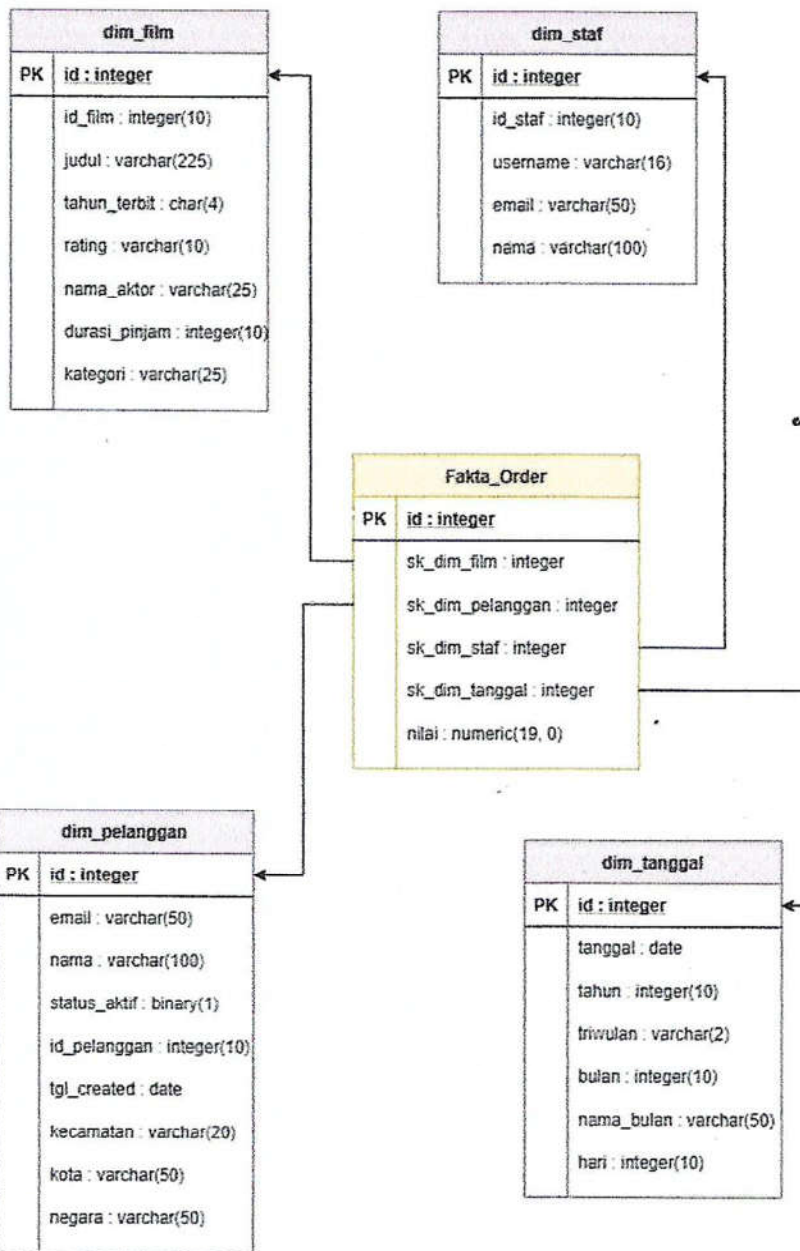 dim_film
PK id : integer
id_film : integer(10)
judul : varchar(225)
tahun_terbit : char(4)
rating : varchar(10)
nama_aktor : varchar(25)
durasi_pinjam : integer(10)
kategori : varchar(25)
dim_staf
PK id : integer
id_staf : integer(10)
username : varchar(16)
email : varchar(50)
nama : varchar(100)
Fakta_Order
PK id : integer
sk_dim_film : integer
sk_dim_pelanggan : integer
sk_dim_staf : integer
sk_dim_tanggal : integer
nilai : numeric(19, 0)
dim_pelanggan
PK id : integer
email : varchar(50)
nama : varchar(100)
status_aktif : binary(1)
id_pelanggan : integer(10)
tgl_created : date
kecamatan : varchar(20)
kota : varchar(50)
negara : varchar(50)
dim_tanggal
PK id : integer
tanggal : date
tahun : integer(10)
triwulan : varchar(2)
bulan : integer(10)
nama_bulan : varchar(50)
hari : integer(10)